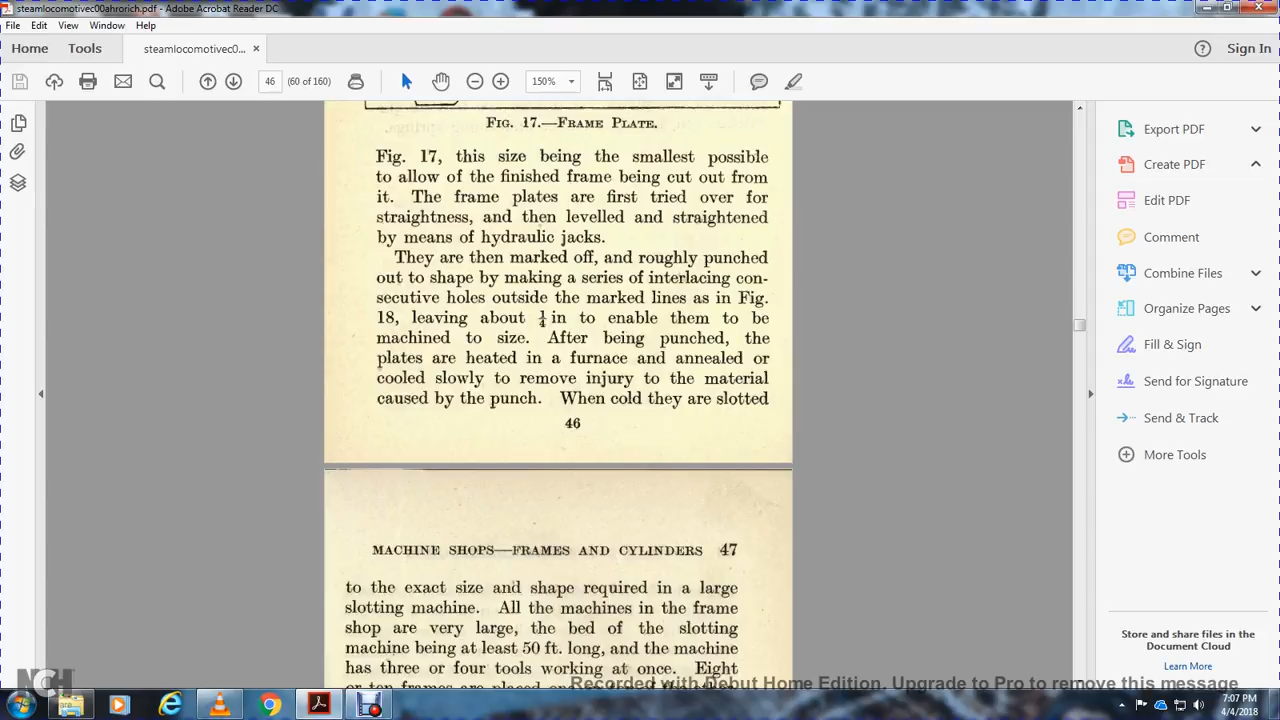 steamlocomotivec00ahrorich.pdf - Adobe Acrobat Reader DC
File Edit View Window Help
Home Tools steamlocomotivec0... × Sign In
46 (60 of 160) 150%
FIG. 17.—FRAME PLATE.
Fig. 17, this size being the smallest possible
to allow of the finished frame being cut out from
it. The frame plates are first tried over for
straightness, and then levelled and straightened
by means of hydraulic jacks.
They are then marked off, and roughly punched
out to shape by making a series of interlacing con-
secutive holes outside the marked lines as in Fig.
18, leaving about ¼ in to enable them to be
machined to size. After being punched, the
plates are heated in a furnace and annealed or
cooled slowly to remove injury to the material
caused by the punch. When cold they are slotted
46
MACHINE SHOPS—FRAMES AND CYLINDERS 47
to the exact size and shape required in a large
slotting machine. All the machines in the frame
shop are very large, the bed of the slotting
machine being at least 50 ft. long, and the machine
has three or four tools working at once. Eight
or ten frames are placed
Export PDF
Create PDF
Edit PDF
Comment
Combine Files
Organize Pages
Fill & Sign
Send for Signature
Send & Track
More Tools
Store and share files in the
Document Cloud
Learn More
NCH
Recorded with Debut Home Edition. Upgrade to Pro to remove this message
7:07 PM
4/4/2018